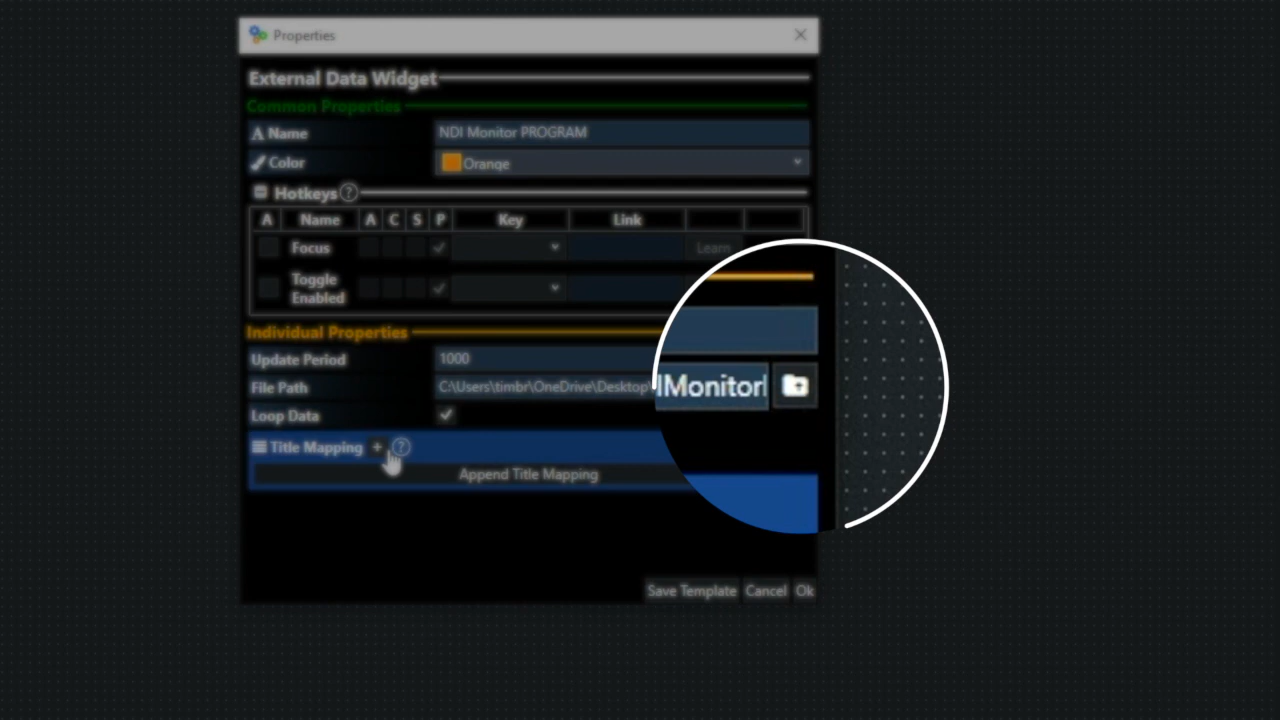 Properties
External Data Widget
Common Properties
A Name NDI Monitor PROGRAM
Color Orange
Hotkeys ?
A Name A C S P Key Link
Focus Learn
Toggle Enabled
Individual Properties
Update Period 1000
File Path C:\Users\timbr\OneDrive\Desktop\
Monitor
Loop Data
Title Mapping + ?
Append Title Mapping
Save Template Cancel Ok